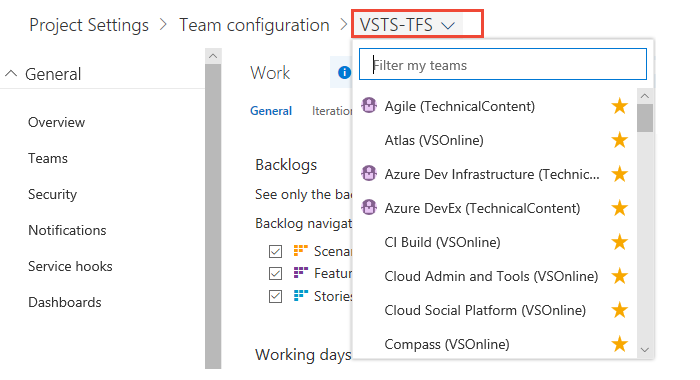 Project Settings > Team configuration > VSTS-TFS
General
Overview
Teams
Security
Notifications
Service hooks
Dashboards
Work
General Iteration
Backlogs
See only the bac
Backlog navigat
Scenar
Featur
Stories
Working days
Filter my teams
Agile (TechnicalContent)
Atlas (VSOnline)
Azure Dev Infrastructure (Technic...
Azure DevEx (TechnicalContent)
CI Build (VSOnline)
Cloud Admin and Tools (VSOnline)
Cloud Social Platform (VSOnline)
Compass (VSOnline)